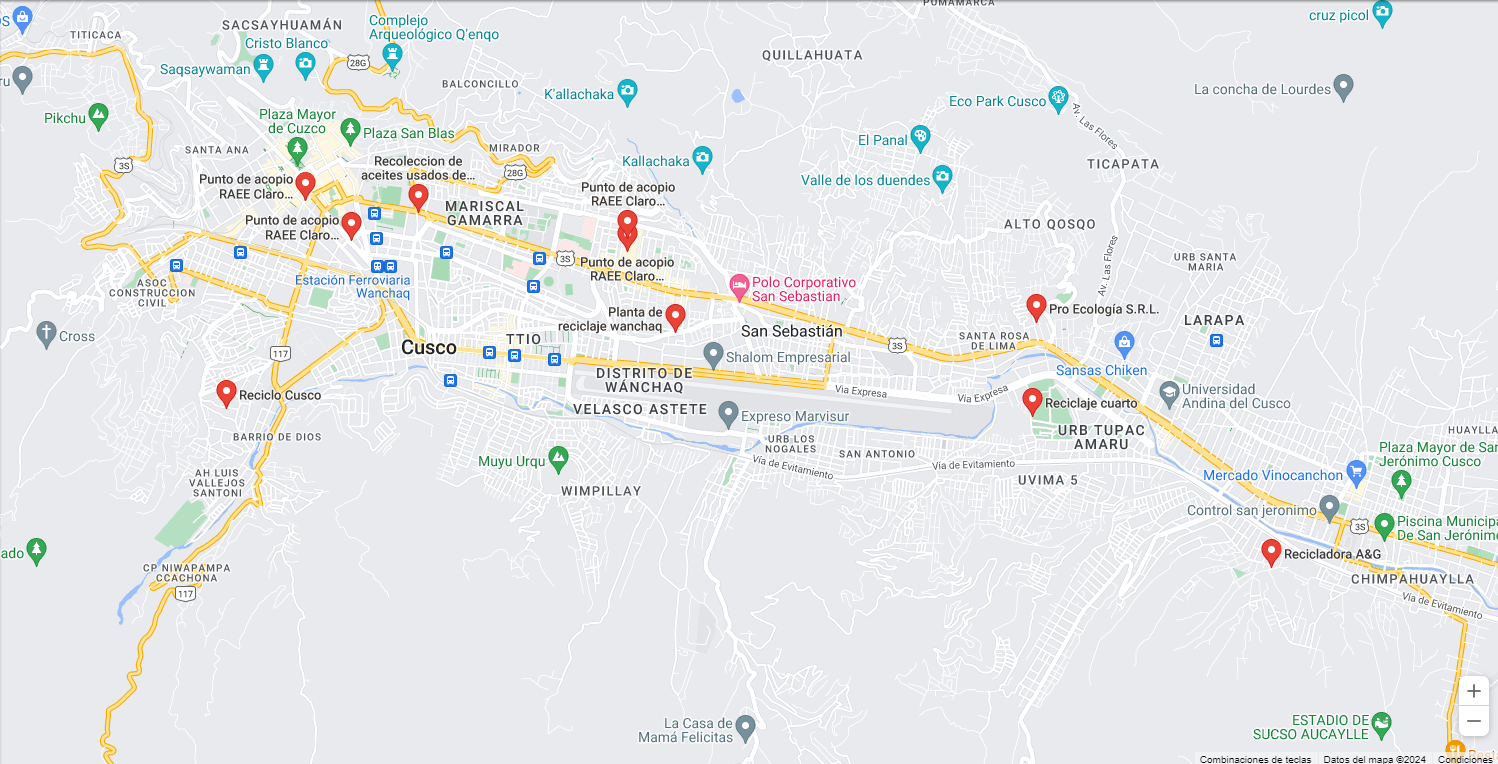 PUMAMARCA
cruz picol
SACSAYHUAMÁN
TITICACA
Complejo
Arqueológico Q'enqo
Cristo Blanco
Saqsaywaman
28G
QUILLAHUATA
BALCONCILLO
K'allachaka
La concha de Lourdes
Eco Park Cusco
Av. Las Flores
Pikchu
Plaza Mayor
de Cuzco
Plaza San Blas
El Panal
SANTA ANA
MIRADOR
3S
28G
Recoleccion de
aceites usados de...
Kallachaka
TICAPATA
Punto de acopio
RAEE Claro...
Punto de acopio
RAEE Claro...
Valle de los duendes
MARISCAL
GAMARRA
Punto de acopio
RAEE Claro...
ALTO QOSQO
Av. Las Flores
3S
Punto de acopio
RAEE Claro...
URB SANTA
MARIA
ASOC
CONSTRUCCION
CIVIL
Estación Ferroviaria
Wanchaq
Polo Corporativo
San Sebastian
Planta de
reciclaje wanchaq
San Sebastián
Pro Ecología S.R.L.
LARAPA
Cross
117
Cusco
TTIO
Shalom Empresarial
3S
SANTA ROSA
DE LIMA
Sansas Chiken
DISTRITO DE
WÁNCHAQ
Reciclo Cusco
Vía Expresa
Vía Expresa
Universidad
Andina del Cusco
VELASCO ASTETE
Expreso Marvisur
Reciclaje cuarto
BARRIO DE DIOS
URB LOS
NOGALES
SAN ANTONIO
URB TUPAC
AMARU
HUAYLLA
Plaza Mayor de San
Jerónimo Cusco
Muyu Urqu
Vía de Evitamiento
Vía de Evitamiento
Mercado Vinocanchon
AH LUIS
VALLEJOS
SANTONI
WIMPILLAY
UVIMA 5
Control san jeronimo
3S
Piscina Municipa
De San Jerónimo
ado
Recicladora A&G
CP NIWAPAMPA
CCACHONA
117
CHIMPAHUAYLLA
Vía de Evitamiento
La Casa de
Mamá Felicitas
ESTADIO DE
SUCSO AUCAYLLE
Combinaciones de teclas
Datos del mapa ©2024
Condiciones